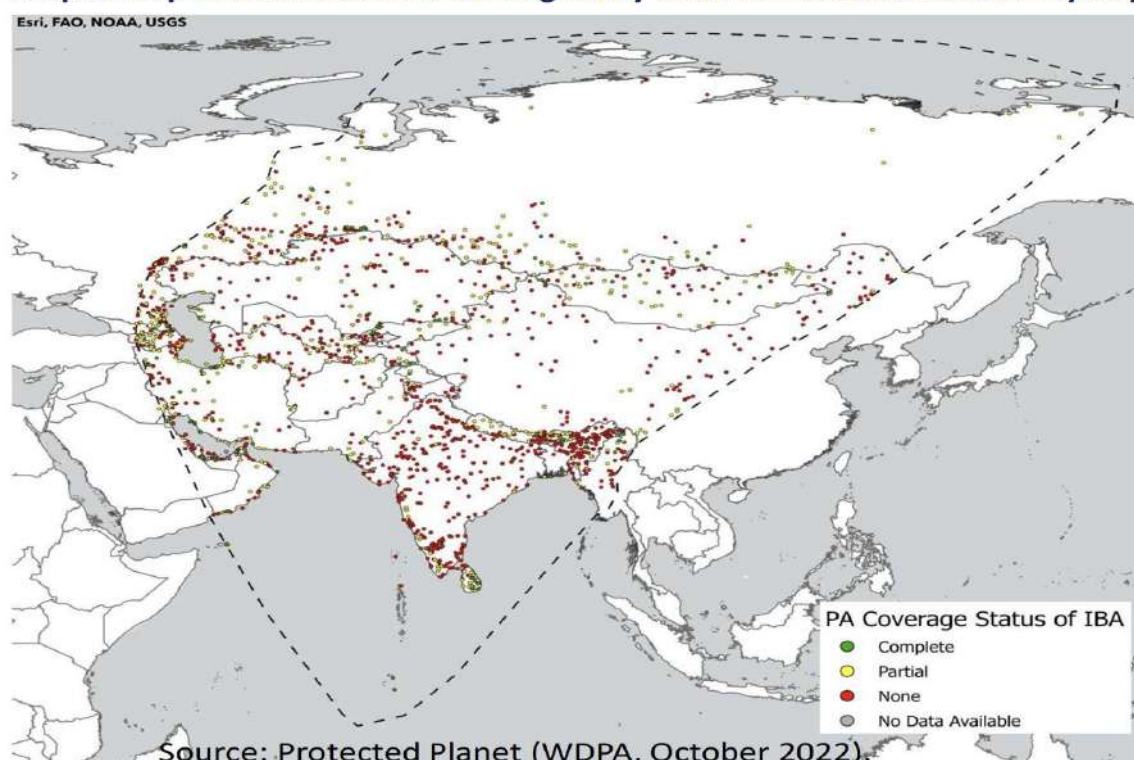 Esri, FAO, NOAA, USGS
PA Coverage Status of IBA
Complete
Partial
None
No Data Available
Source: Protected Planet (WDPA, October 2022).